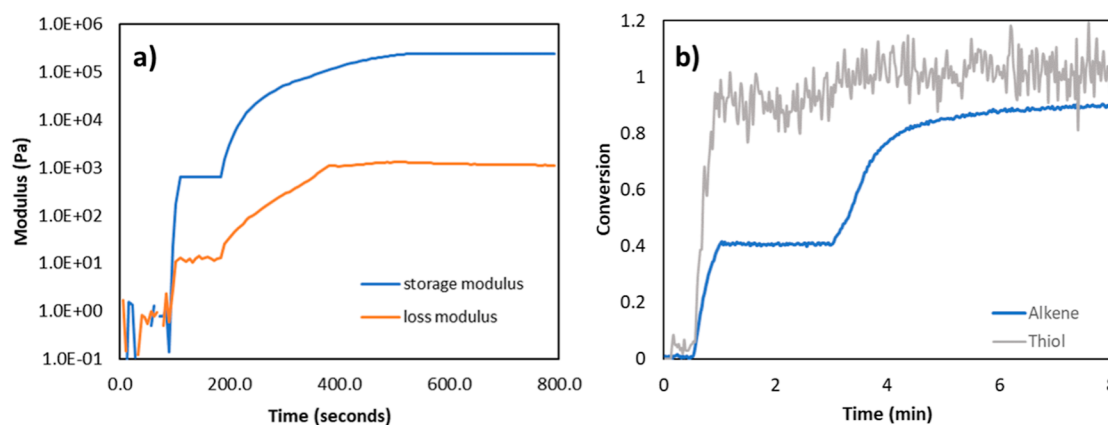 a)
Modulus (Pa)
1.0E+06
1.0E+05
1.0E+04
1.0E+03
1.0E+02
1.0E+01
1.0E+00
1.0E-01
storage modulus
loss modulus
0.0 200.0 400.0 600.0 800.0
Time (seconds)
b)
Conversion
1.2
1
0.8
0.6
0.4
0.2
0
Alkene
Thiol
0 2 4 6 8
Time (min)